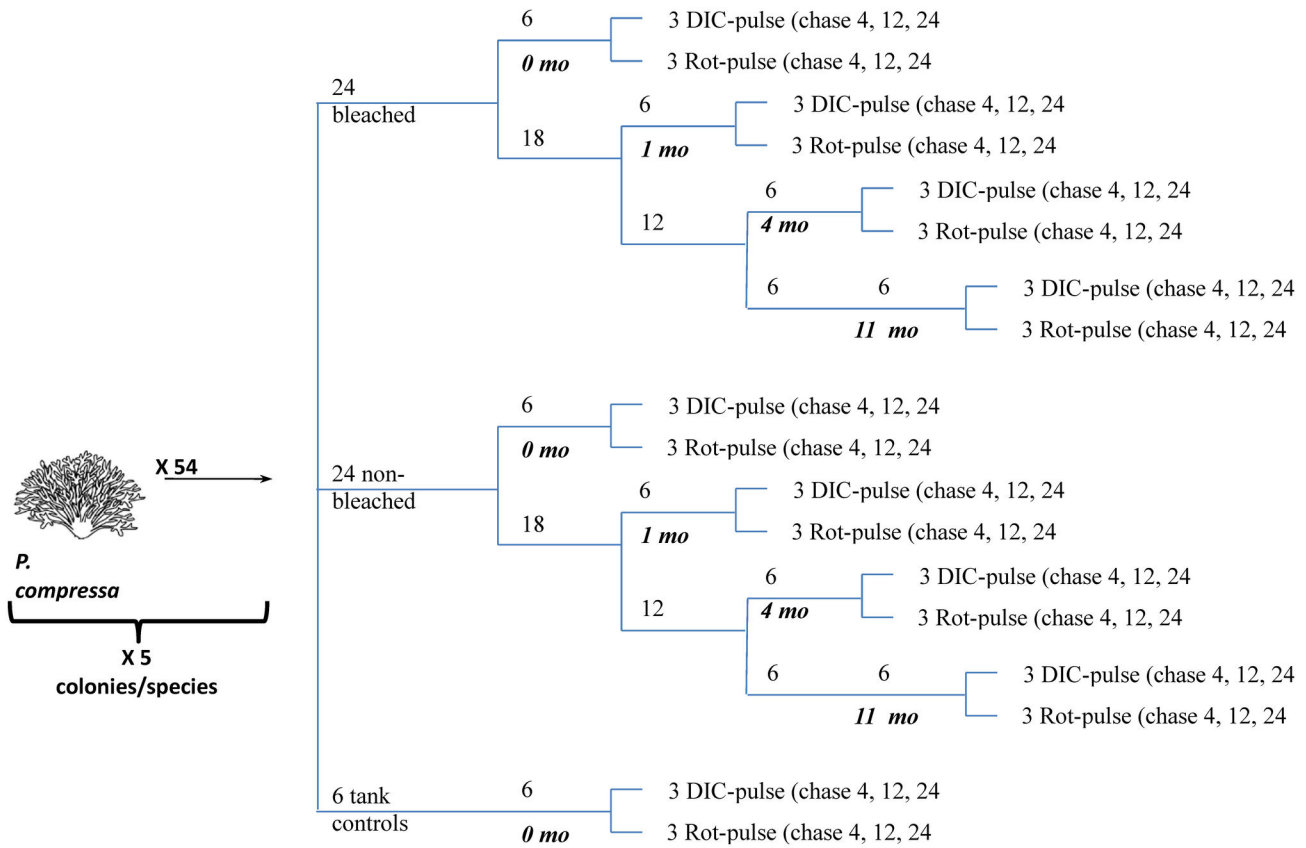 6
3 DIC-pulse (chase 4, 12, 24
0 mo
3 Rot-pulse (chase 4, 12, 24
24
bleached
6
3 DIC-pulse (chase 4, 12, 24
18
1 mo
3 Rot-pulse (chase 4, 12, 24
6
3 DIC-pulse (chase 4, 12, 24
12
4 mo
3 Rot-pulse (chase 4, 12, 24
6 6
3 DIC-pulse (chase 4, 12, 24
11 mo
3 Rot-pulse (chase 4, 12, 24
6
3 DIC-pulse (chase 4, 12, 24
0 mo
3 Rot-pulse (chase 4, 12, 24
X 54
24 non-
bleached
6
3 DIC-pulse (chase 4, 12, 24
18
1 mo
3 Rot-pulse (chase 4, 12, 24
P.
compressa
6
3 DIC-pulse (chase 4, 12, 24
12
4 mo
3 Rot-pulse (chase 4, 12, 24
X 5
colonies/species
6 6
3 DIC-pulse (chase 4, 12, 24
11 mo
3 Rot-pulse (chase 4, 12, 24
6 tank
controls
6
3 DIC-pulse (chase 4, 12, 24
0 mo
3 Rot-pulse (chase 4, 12, 24